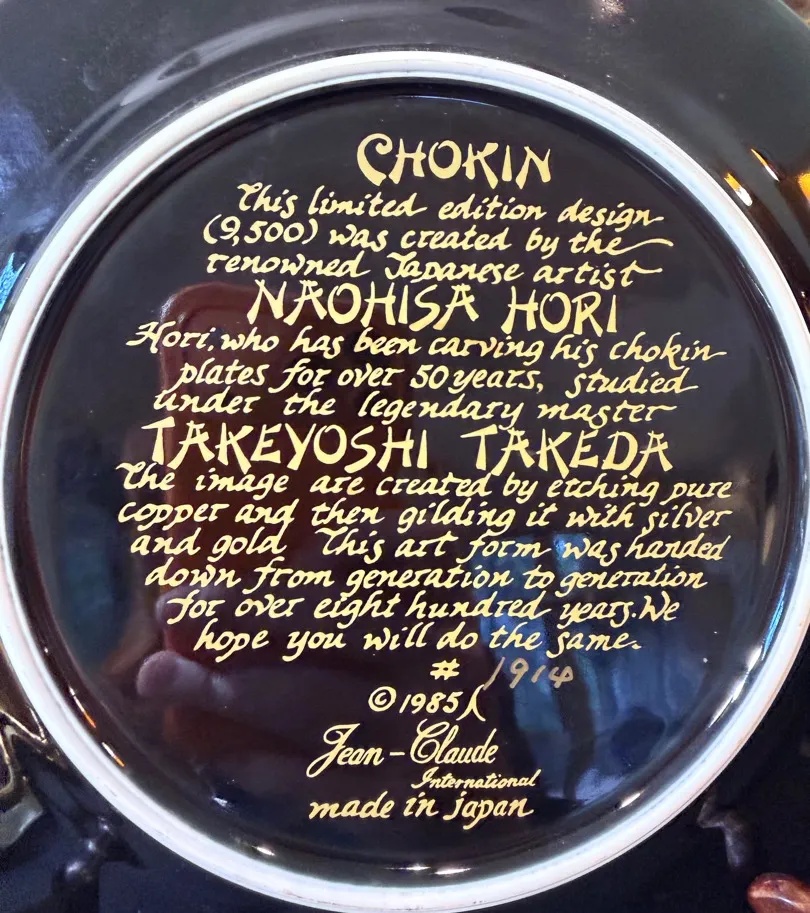 CHOKIN
This limited edition design
(9,500) was created by the
renowned Japanese artist
NAOHISA HORI
Hori, who has been carving his chokin
plates for over 50 years, studied
under the legendary master
TAKEYOSHI TAKEDA
The image are created by etching pure
copper and then gilding it with silver
and gold This art form was handed
down from generation to generation
for over eight hundred years. We
hope you will do the same.
# 1914
© 1985
Jean-Claude
International
made in japan